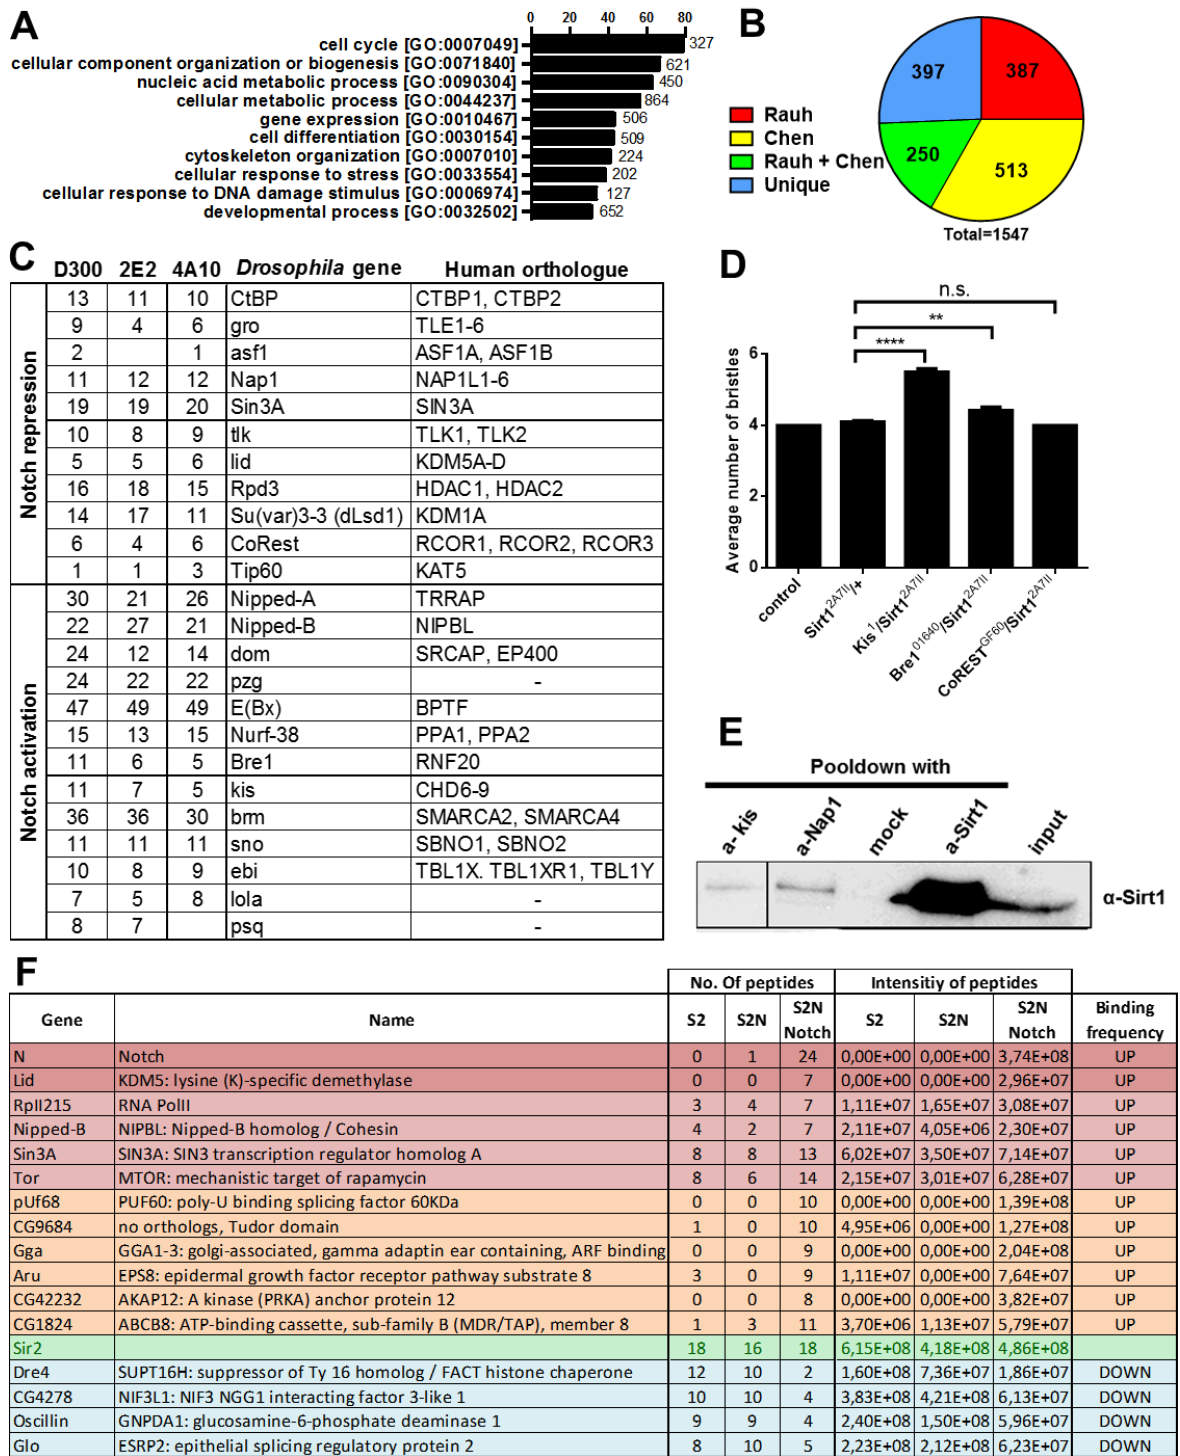 A
0 20 40 60 80
cell cycle [GO:0007049] 327
cellular component organization or biogenesis [GO:0071840] 621
nucleic acid metabolic process [GO:0090304] 450
cellular metabolic process [GO:0044237] 864
gene expression [GO:0010467] 506
cell differentiation [GO:0030154] 509
cytoskeleton organization [GO:0007010] 224
cellular response to stress [GO:0033554] 202
cellular response to DNA damage stimulus [GO:0006974] 127
developmental process [GO:0032502] 652
B
397 387
250 513
Rauh
Chen
Rauh + Chen
Unique
Total=1547
C
D300 2E2 4A10 Drosophila gene Human orthologue
Notch repression
13 11 10 CtBP CTBP1, CTBP2
9 4 6 gro TLE1-6
2 1 asf1 ASF1A, ASF1B
11 12 12 Nap1 NAP1L1-6
19 19 20 Sin3A SIN3A
10 8 9 tlk TLK1, TLK2
5 5 6 lid KDM5A-D
16 18 15 Rpd3 HDAC1, HDAC2
14 17 11 Su(var)3-3 (dLsd1) KDM1A
6 4 6 CoRest RCOR1, RCOR2, RCOR3
1 1 3 Tip60 KAT5
Notch activation
30 21 26 Nipped-A TRRAP
22 27 21 Nipped-B NIPBL
24 12 14 dom SRCAP, EP400
24 22 22 pzg -
47 49 49 E(Bx) BPTF
15 13 15 Nurf-38 PPA1, PPA2
11 6 5 Bre1 RNF20
11 7 5 kis CHD6-9
36 36 30 brm SMARCA2, SMARCA4
11 11 11 sno SBNO1, SBNO2
10 8 9 ebi TBL1X. TBL1XR1, TBL1Y
7 5 8 lola -
8 7 psq -
D
n.s.
**
****
Average number of bristles
6
4
2
0
control
Sirt1 2A7II/+
Kis 1/Sirt1 2A7II
Bre1 01640/Sirt1 2A7II
CoREST GF60/Sirt1 2A7II
E
Pooldown with
a- kis a-Nap1 mock a-Sirt1 input
α-Sirt1
F
No. Of peptides Intensitiy of peptides
Gene Name S2 S2N S2N Notch S2 S2N S2N Notch Binding frequency
N Notch 0 1 24 0,00E+00 0,00E+00 3,74E+08 UP
Lid KDM5: lysine (K)-specific demethylase 0 0 7 0,00E+00 0,00E+00 2,96E+07 UP
RpII215 RNA PolII 3 4 7 1,11E+07 1,65E+07 3,08E+07 UP
Nipped-B NIPBL: Nipped-B homolog / Cohesin 4 2 7 2,11E+07 4,05E+06 2,30E+07 UP
Sin3A SIN3A: SIN3 transcription regulator homolog A 8 8 13 6,02E+07 3,50E+07 7,14E+07 UP
Tor MTOR: mechanistic target of rapamycin 8 6 14 2,15E+07 3,01E+07 6,28E+07 UP
pUf68 PUF60: poly-U binding splicing factor 60KDa 0 0 10 0,00E+00 0,00E+00 1,39E+08 UP
CG9684 no orthologs, Tudor domain 1 0 10 4,95E+06 0,00E+00 1,27E+08 UP
Gga GGA1-3: golgi-associated, gamma adaptin ear containing, ARF binding 0 0 9 0,00E+00 0,00E+00 2,04E+08 UP
Aru EPS8: epidermal growth factor receptor pathway substrate 8 3 0 9 1,11E+07 0,00E+00 7,64E+07 UP
CG42232 AKAP12: A kinase (PRKA) anchor protein 12 0 0 8 0,00E+00 0,00E+00 3,82E+07 UP
CG1824 ABCB8: ATP-binding cassette, sub-family B (MDR/TAP), member 8 1 3 11 3,70E+06 1,13E+07 5,79E+07 UP
Sir2 18 16 18 6,15E+08 4,18E+08 4,86E+08
Dre4 SUPT16H: suppressor of Ty 16 homolog / FACT histone chaperone 12 10 2 1,60E+08 7,36E+07 1,86E+07 DOWN
CG4278 NIF3L1: NIF3 NGG1 interacting factor 3-like 1 10 10 4 3,83E+08 4,21E+08 6,13E+07 DOWN
Oscillin GNPDA1: glucosamine-6-phosphate deaminase 1 9 9 4 2,40E+08 1,50E+08 5,96E+07 DOWN
Glo ESRP2: epithelial splicing regulatory protein 2 8 10 5 2,23E+08 2,12E+08 6,23E+07 DOWN